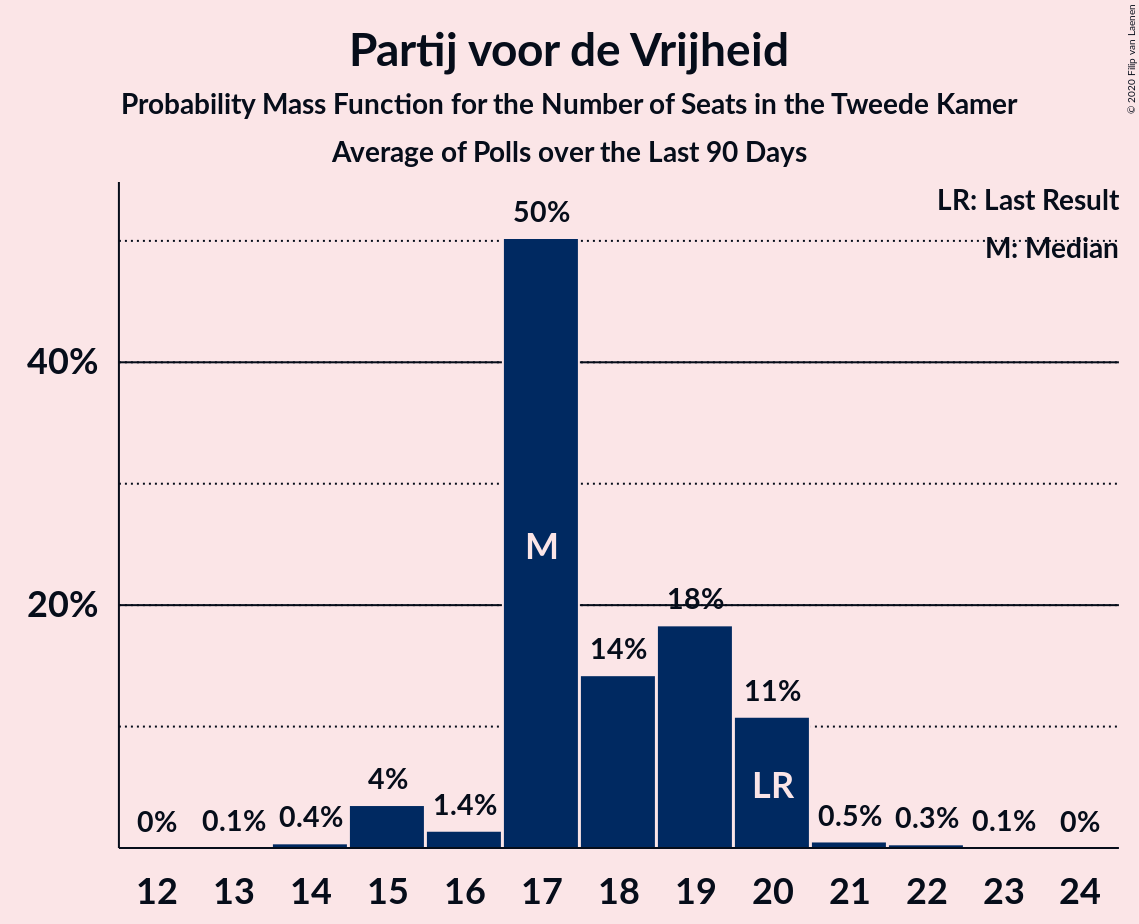 Partij voor de Vrijheid
Probability Mass Function for the Number of Seats in the Tweede Kamer
Average of Polls over the Last 90 Days
© 2020 Filip van Laenen
LR: Last Result
M: Median
50%
40%
M
20%
18%
14%
11%
LR
4%
1.4%
0%
0.1%
0.4%
0.5%
0.3%
0.1%
0%
12 13 14 15 16 17 18 19 20 21 22 23 24